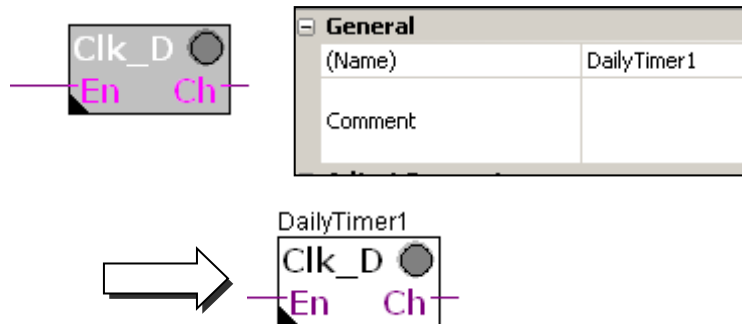 Clk_D
En Ch
General
(Name) DailyTimer1
Comment
DailyTimer1
Clk_D
En Ch